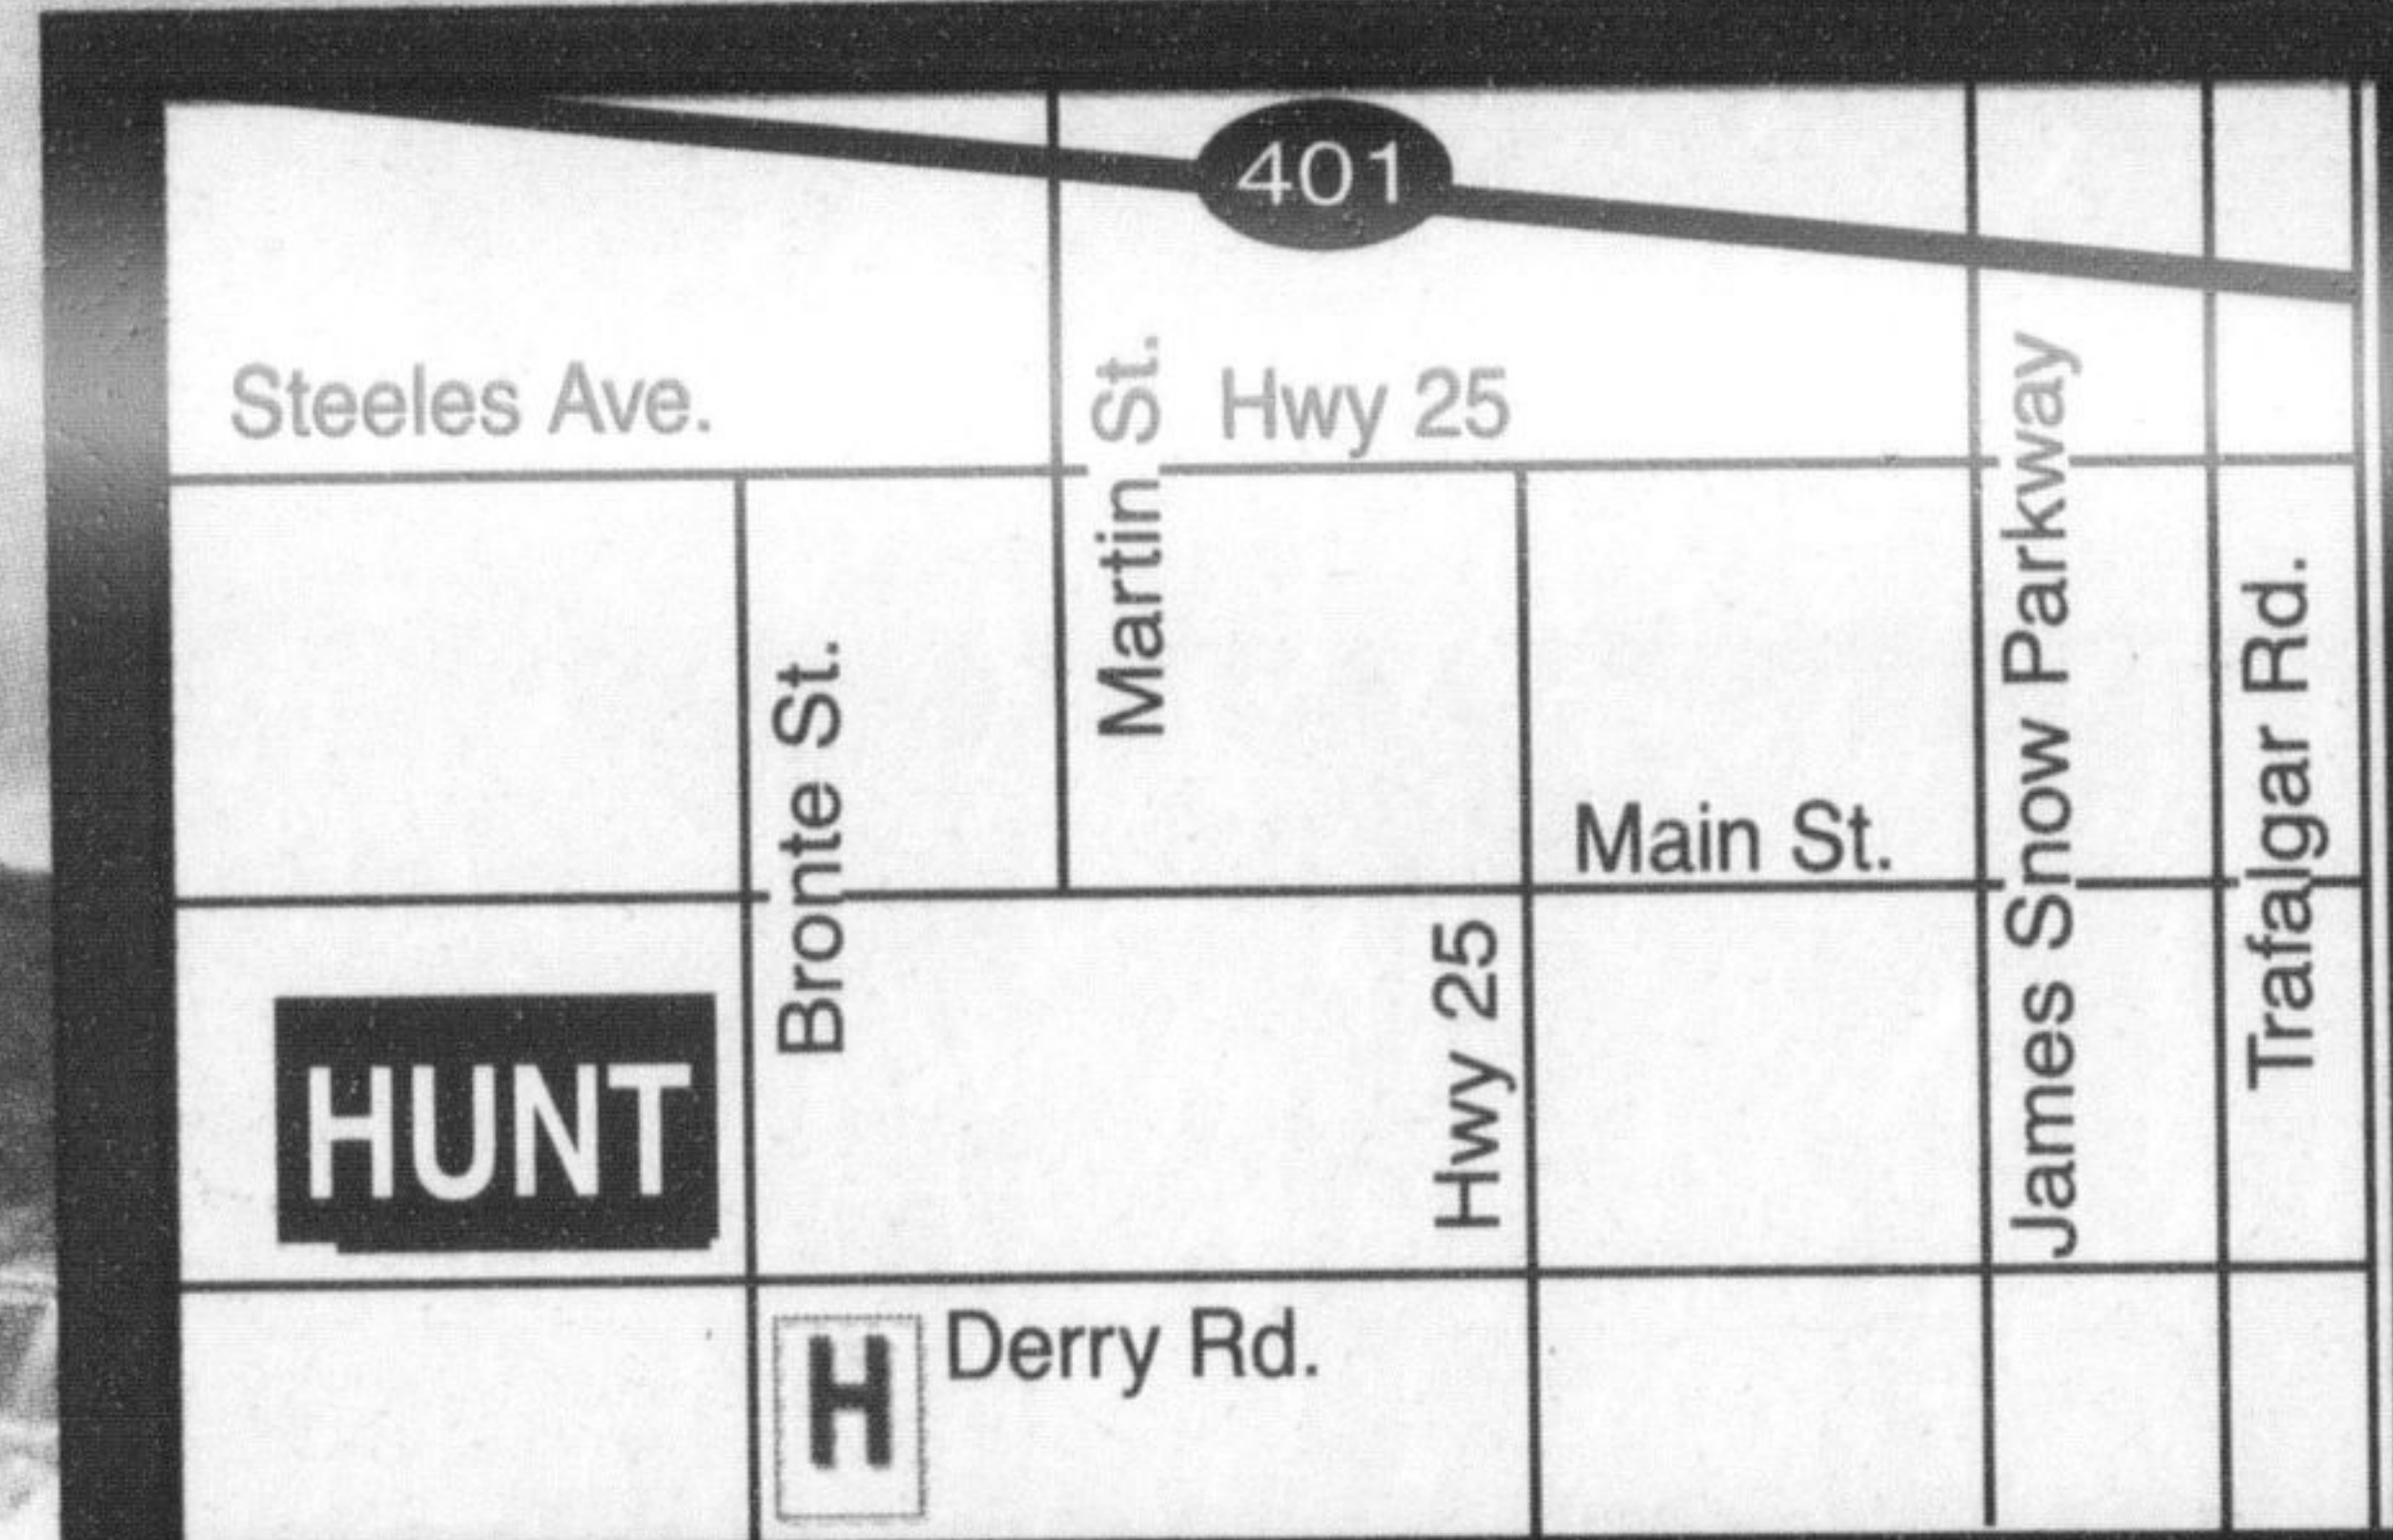 401
Steeles Ave.
Martin St.
Hwy 25
James Snow Parkway
Bronte St.
Trafalgar Rd.
Main St.
Hwy 25
HUNT
H
Derry Rd.